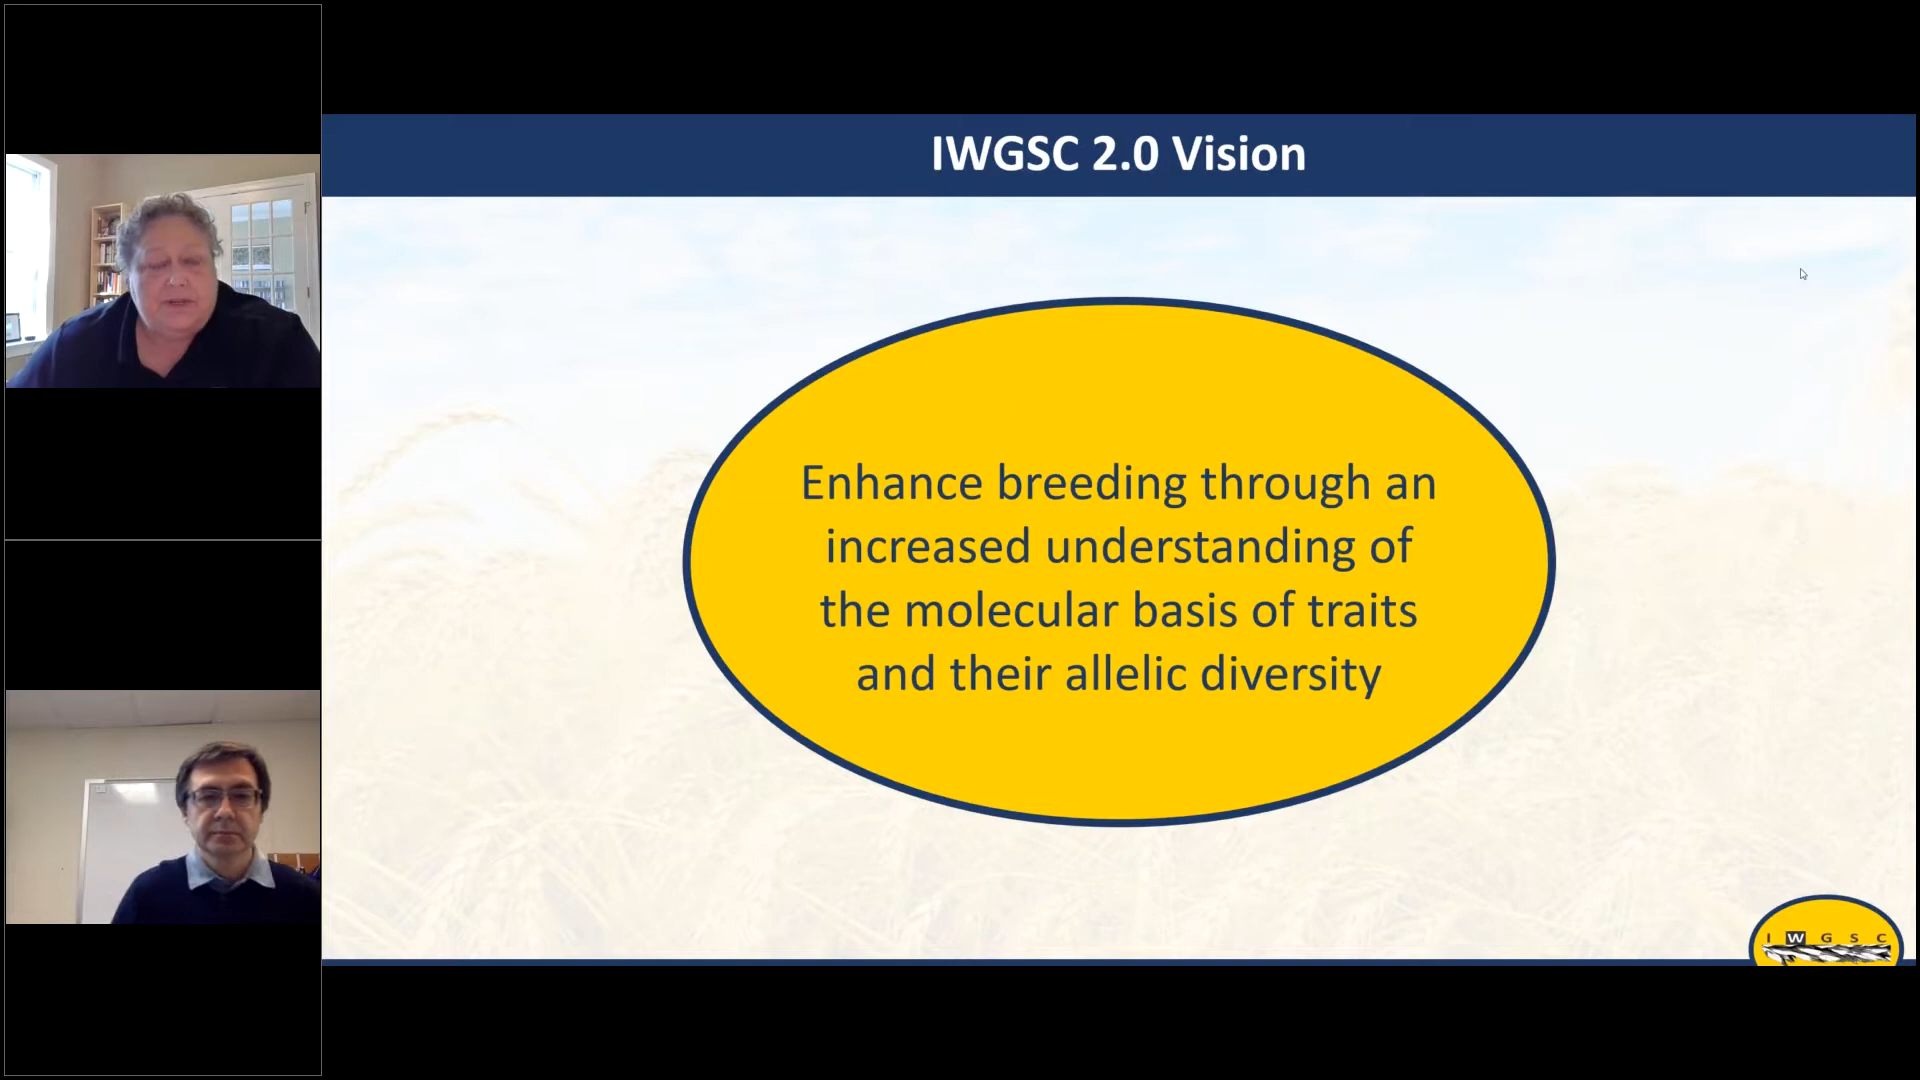 IWGSC 2.0 Vision
Enhance breeding through an
increased understanding of
the molecular basis of traits
and their allelic diversity
I W G S C